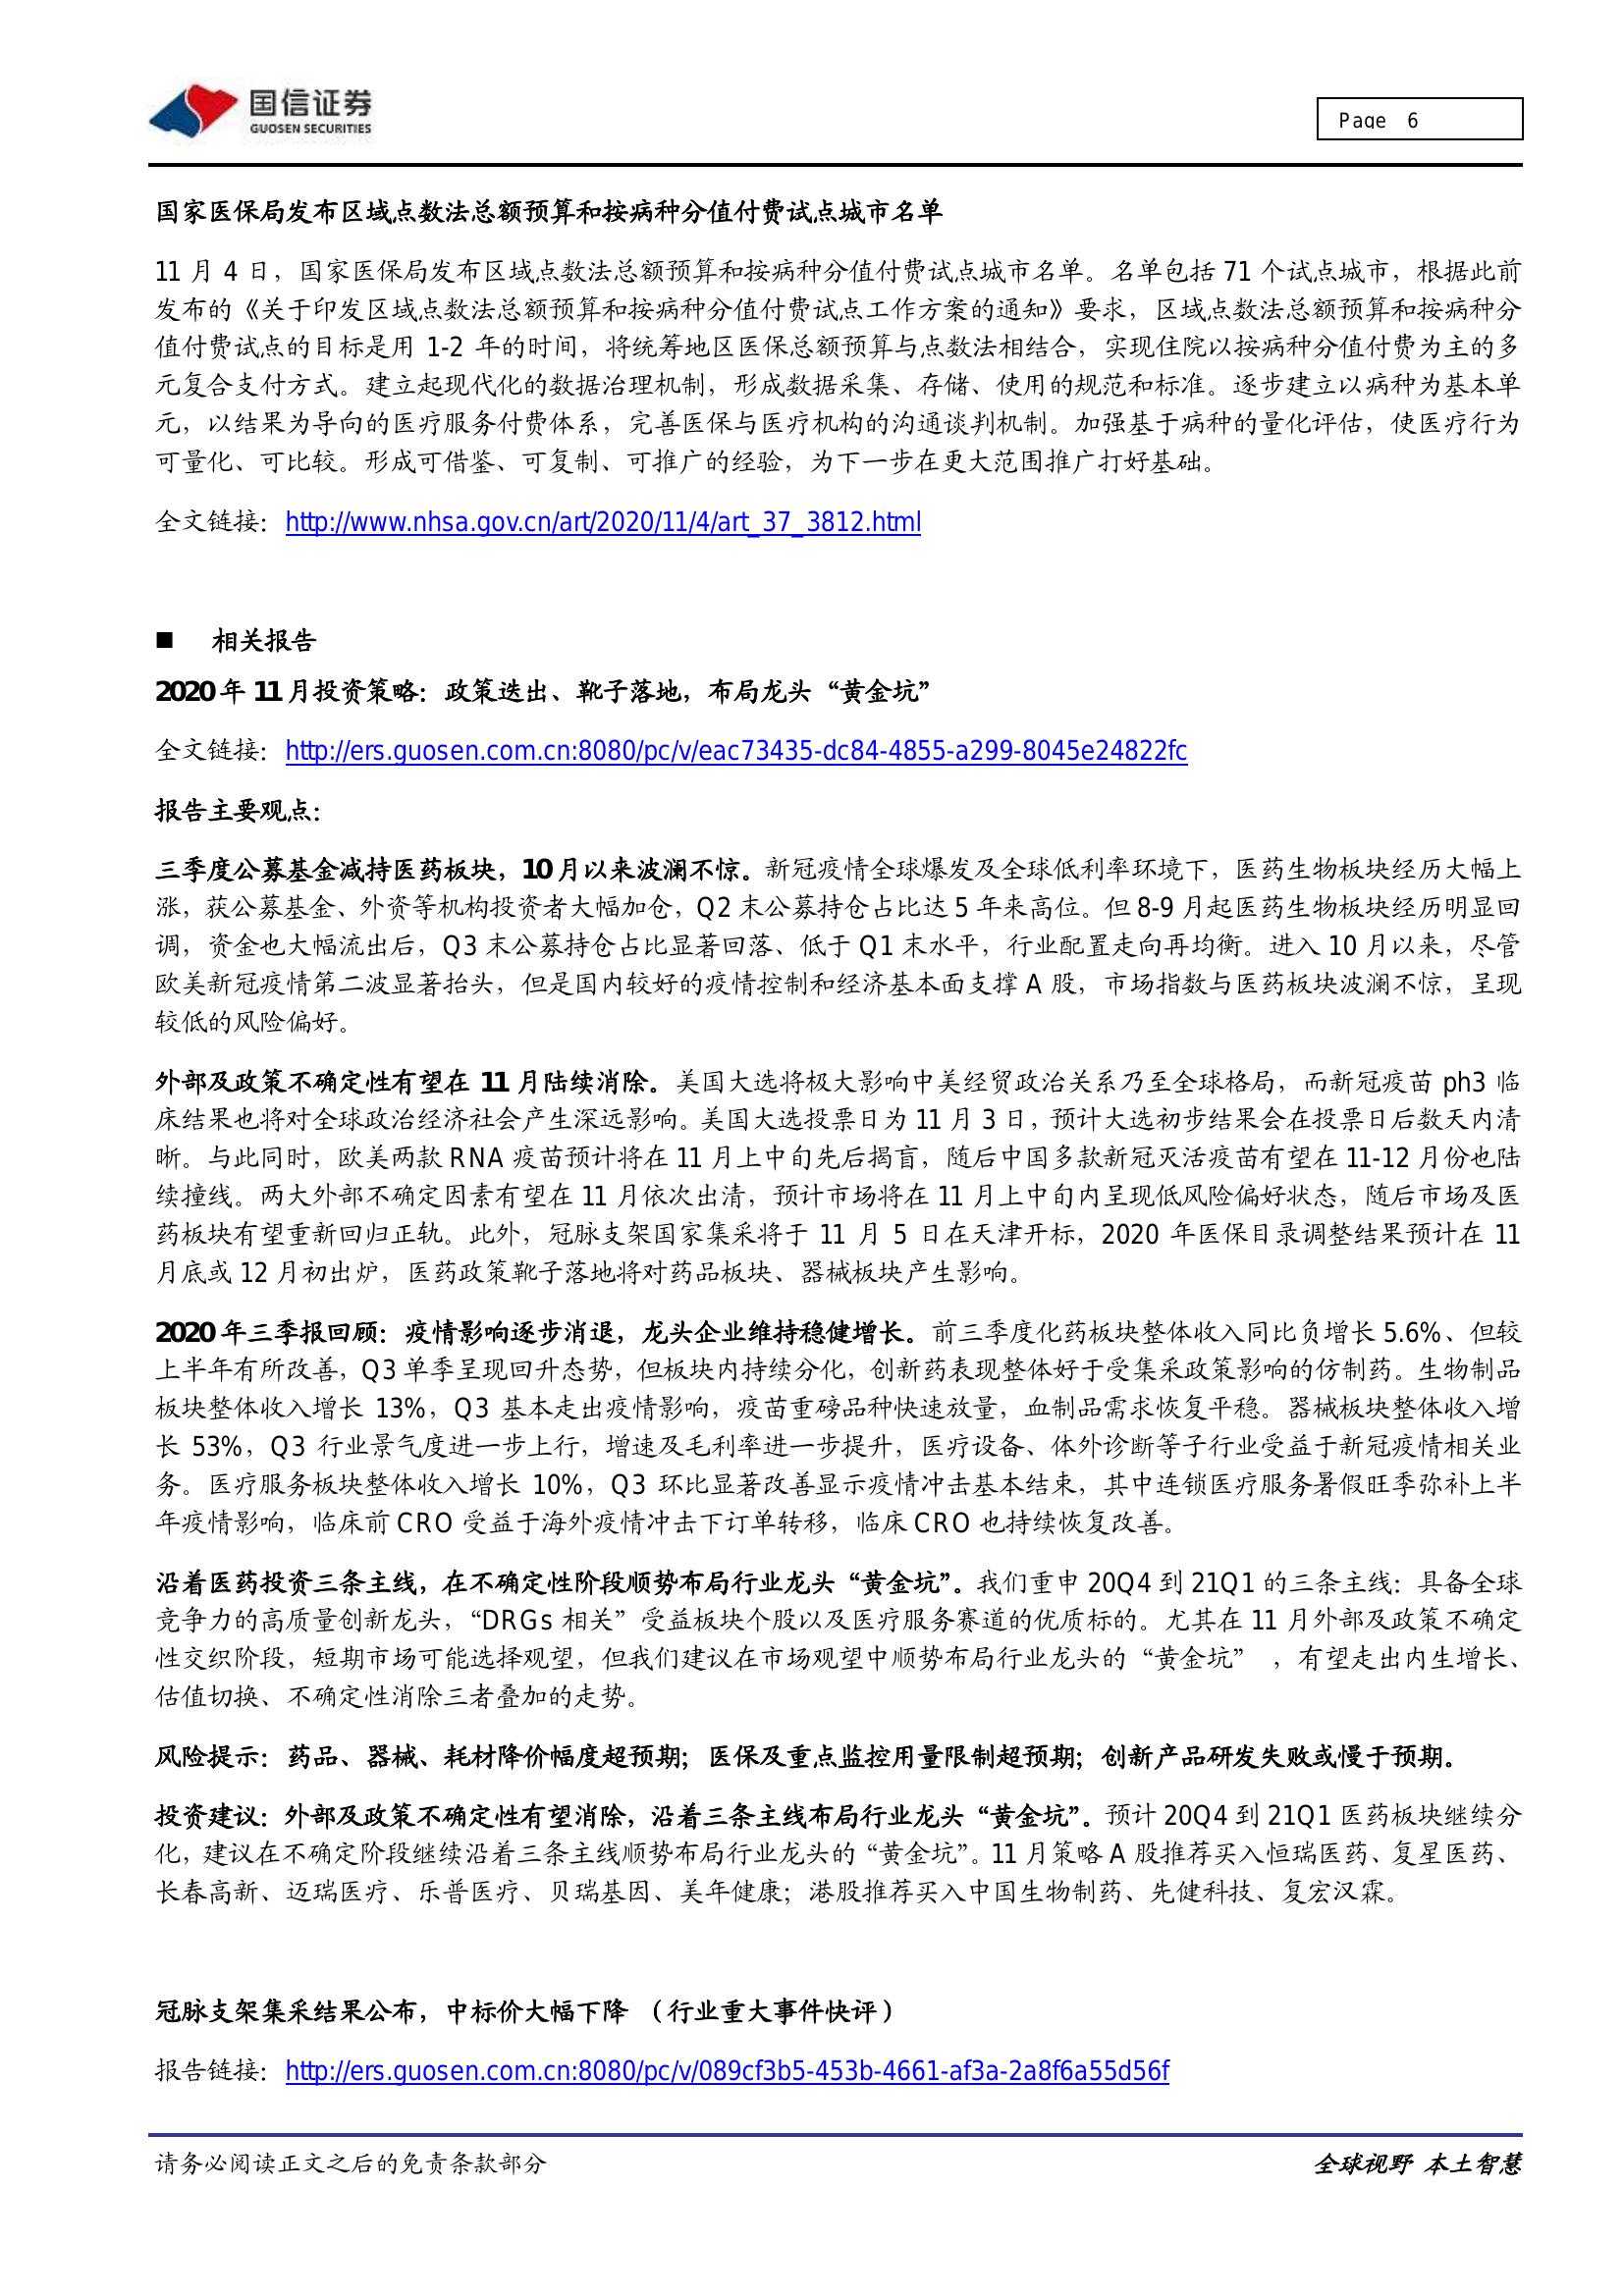 国信证券
GUOSEN SECURITIES
Page 6
国家医保局发布区域点数法总额预算和按病种分值付费试点城市名单
11 月 4 日，国家医保局发布区域点数法总额预算和按病种分值付费试点城市名单。名单包括 71 个试点城市，根据此前
发布的《关于印发区域点数法总额预算和按病种分值付费试点工作方案的通知》要求，区域点数法总额预算和按病种分
值付费试点的目标是用 1-2 年的时间，将统筹地区医保总额预算与点数法相结合，实现住院以按病种分值付费为主的多
元复合支付方式。建立起现代化的数据治理机制，形成数据采集、存储、使用的规范和标准。逐步建立以病种为基本单
元，以结果为导向的医疗服务付费体系，完善医保与医疗机构的沟通谈判机制。加强基于病种的量化评估，使医疗行为
可量化、可比较。形成可借鉴、可复制、可推广的经验，为下一步在更大范围推广打好基础。
全文链接：http://www.nhsa.gov.cn/art/2020/11/4/art_37_3812.html
■ 相关报告
2020 年 11 月投资策略：政策迭出、靴子落地，布局龙头“黄金坑”
全文链接：http://ers.guosen.com.cn:8080/pc/v/eac73435-dc84-4855-a299-8045e24822fc
报告主要观点：
三季度公募基金减持医药板块，10 月以来波澜不惊。新冠疫情全球爆发及全球低利率环境下，医药生物板块经历大幅上
涨，获公募基金、外资等机构投资者大幅加仓，Q2 末公募持仓占比达 5 年来高位。但 8-9 月起医药生物板块经历明显回
调，资金也大幅流出后，Q3 末公募持仓占比显著回落、低于 Q1 末水平，行业配置走向再均衡。进入 10 月以来，尽管
欧美新冠疫情第二波显著抬头，但是国内较好的疫情控制和经济基本面支撑 A 股，市场指数与医药板块波澜不惊，呈现
较低的风险偏好。
外部及政策不确定性有望在 11 月陆续消除。美国大选将极大影响中美经贸政治关系乃至全球格局，而新冠疫苗 ph3 临
床结果也将对全球政治经济社会产生深远影响。美国大选投票日为 11 月 3 日，预计大选初步结果会在投票日后数天内清
晰。与此同时，欧美两款 RNA 疫苗预计将在 11 月上中旬先后揭盲，随后中国多款新冠灭活疫苗有望在 11-12 月份也陆
续撞线。两大外部不确定因素有望在 11 月依次出清，预计市场将在 11 月上中旬内呈现低风险偏好状态，随后市场及医
药板块有望重新回归正轨。此外，冠脉支架国家集采将于 11 月 5 日在天津开标，2020 年医保目录调整结果预计在 11
月底或 12 月初出炉，医药政策靴子落地将对药品板块、器械板块产生影响。
2020 年三季报回顾：疫情影响逐步消退，龙头企业维持稳健增长。前三季度化药板块整体收入同比负增长 5.6%、但较
上半年有所改善，Q3 单季呈现回升态势，但板块内持续分化，创新药表现整体好于受集采政策影响的仿制药。生物制品
板块整体收入增长 13%，Q3 基本走出疫情影响，疫苗重磅品种快速放量，血制品需求恢复平稳。器械板块整体收入增
长 53%，Q3 行业景气度进一步上行，增速及毛利率进一步提升，医疗设备、体外诊断等子行业受益于新冠疫情相关业
务。医疗服务板块整体收入增长 10%，Q3 环比显著改善显示疫情冲击基本结束，其中连锁医疗服务暑假旺季弥补上半
年疫情影响，临床前 CRO 受益于海外疫情冲击下订单转移，临床 CRO 也持续恢复改善。
沿着医药投资三条主线，在不确定性阶段顺势布局行业龙头“黄金坑”。我们重申 20Q4 到 21Q1 的三条主线：具备全球
竞争力的高质量创新龙头，“DRGs 相关”受益板块个股以及医疗服务赛道的优质标的。尤其在 11 月外部及政策不确定
性交织阶段，短期市场可能选择观望，但我们建议在市场观望中顺势布局行业龙头的“黄金坑” ，有望走出内生增长、
估值切换、不确定性消除三者叠加的走势。
风险提示：药品、器械、耗材降价幅度超预期；医保及重点监控用量限制超预期；创新产品研发失败或慢于预期。
投资建议：外部及政策不确定性有望消除，沿着三条主线布局行业龙头“黄金坑”。预计 20Q4 到 21Q1 医药板块继续分
化，建议在不确定阶段继续沿着三条主线顺势布局行业龙头的“黄金坑”。11 月策略 A 股推荐买入恒瑞医药、复星医药、
长春高新、迈瑞医疗、乐普医疗、贝瑞基因、美年健康；港股推荐买入中国生物制药、先健科技、复宏汉霖。
冠脉支架集采结果公布，中标价大幅下降 （行业重大事件快评）
报告链接：http://ers.guosen.com.cn:8080/pc/v/089cf3b5-453b-4661-af3a-2a8f6a55d56f
请务必阅读正文之后的免责条款部分
全球视野 本土智慧